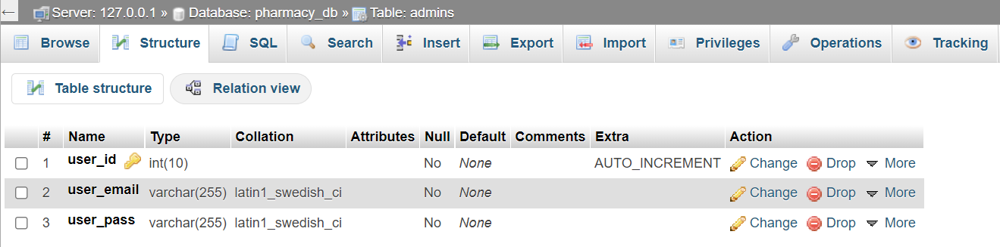 ← Server: 127.0.0.1 » Database: pharmacy_db » Table: admins
Browse Structure SQL Search Insert Export Import Privileges Operations Tracking
Table structure Relation view
# Name Type Collation Attributes Null Default Comments Extra Action
1 user_id int(10) No None AUTO_INCREMENT Change Drop More
2 user_email varchar(255) latin1_swedish_ci No None Change Drop More
3 user_pass varchar(255) latin1_swedish_ci No None Change Drop More